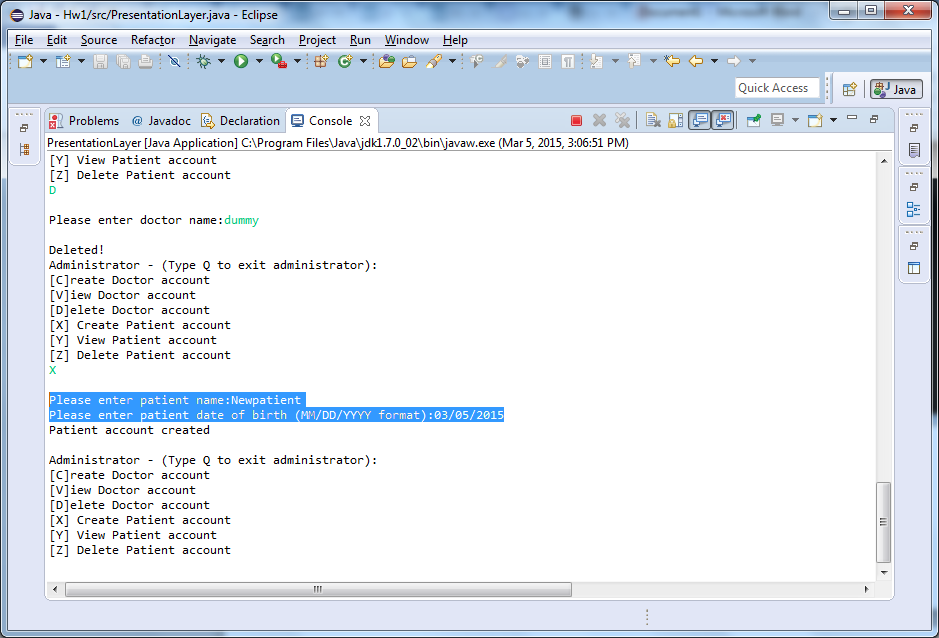 Java - Hw1/src/PresentationLayer.java - Eclipse
File Edit Source Refactor Navigate Search Project Run Window Help
Quick Access
Java
Problems @ Javadoc Declaration Console
PresentationLayer [Java Application] C:\Program Files\Java\jdk1.7.0_02\bin\javaw.exe (Mar 5, 2015, 3:06:51 PM)
[Y] View Patient account
[Z] Delete Patient account
D
Please enter doctor name:dummy
Deleted!
Administrator - (Type Q to exit administrator):
[C]reate Doctor account
[V]iew Doctor account
[D]elete Doctor account
[X] Create Patient account
[Y] View Patient account
[Z] Delete Patient account
X
Please enter patient name:Newpatient
Please enter patient date of birth (MM/DD/YYYY format):03/05/2015
Patient account created
Administrator - (Type Q to exit administrator):
[C]reate Doctor account
[V]iew Doctor account
[D]elete Doctor account
[X] Create Patient account
[Y] View Patient account
[Z] Delete Patient account